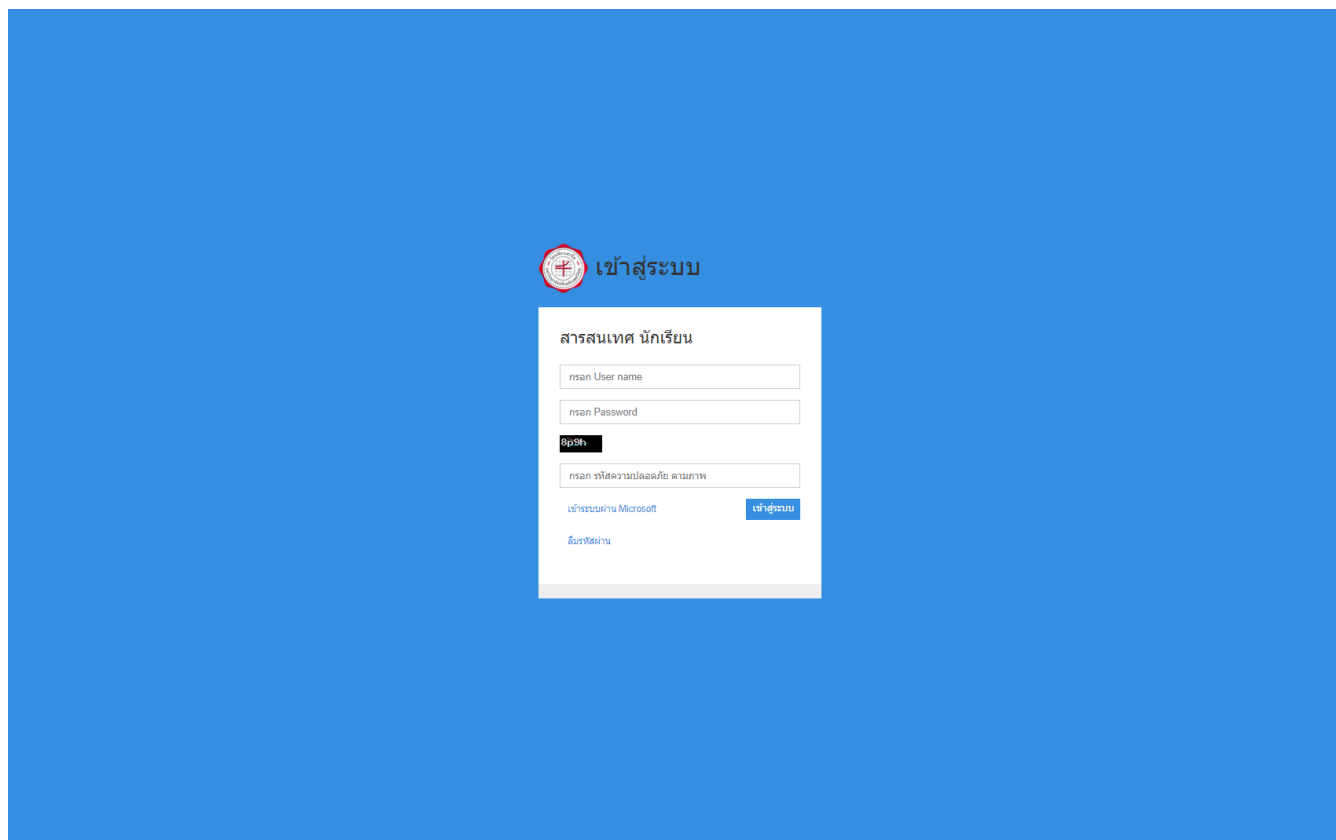 เข้าสู่ระบบ
สารสนเทศ นักเรียน
กรอก User name
กรอก Password
8p9h
กรอก รหัสความปลอดภัย ตามภาพ
เข้าระบบผ่าน Microsoft
เข้าสู่ระบบ
ลืมรหัสผ่าน